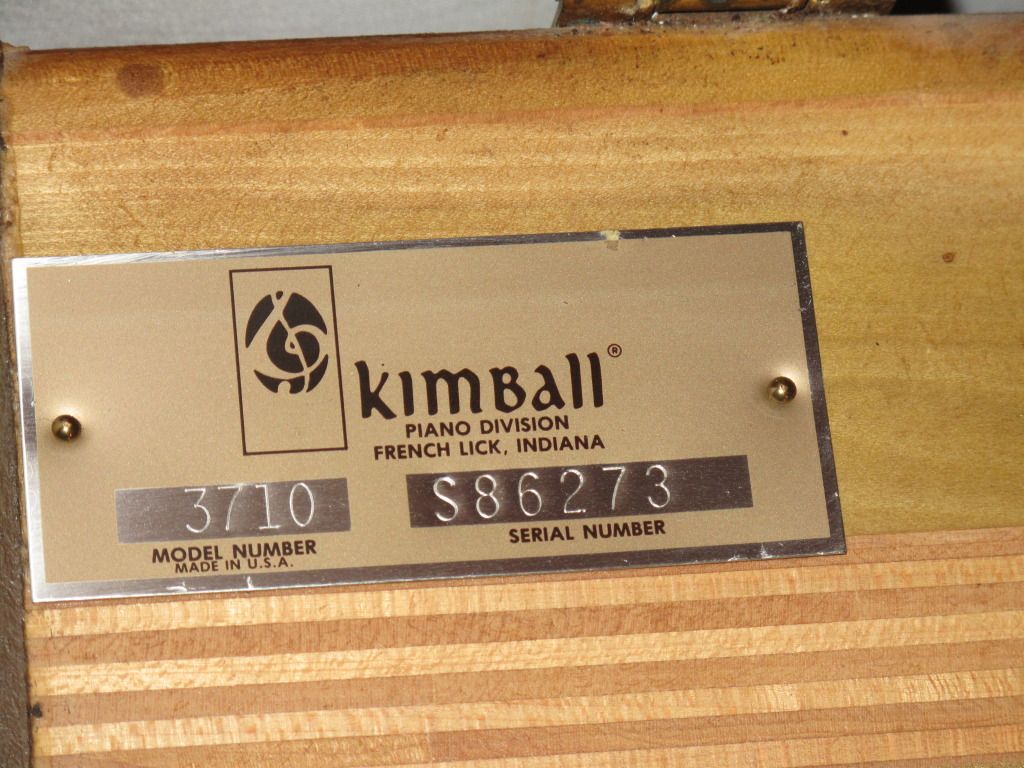 KIMBALL®
PIANO DIVISION
FRENCH LICK, INDIANA
3710
S86273
MODEL NUMBER
SERIAL NUMBER
MADE IN U.S.A.